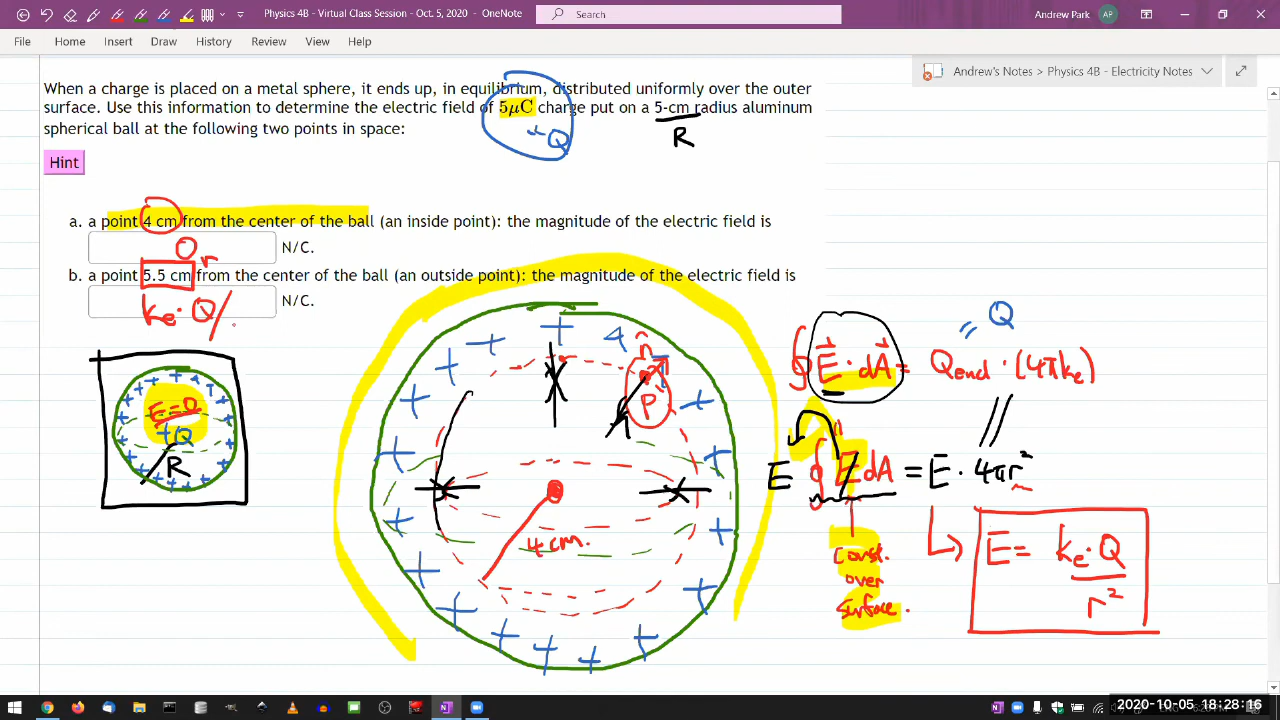 Physics 4B - Virtual Class Session - Oct. 5, 2020 - OneNote
Search
Andrew Park
AP
File Home Insert Draw History Review View Help
Andrew's Notes > Physics 4B - Electricity Notes
When a charge is placed on a metal sphere, it ends up, in equilibrium, distributed uniformly over the outer
surface. Use this information to determine the electric field of 5μC charge put on a 5-cm radius aluminum
spherical ball at the following two points in space:
+Q
R
Hint
a. a point 4 cm from the center of the ball (an inside point): the magnitude of the electric field is
0 N/C.
r
b. a point 5.5 cm from the center of the ball (an outside point): the magnitude of the electric field is
ke·Q/ N/C.
E=0
+Q
R
n̂
P
4cm.
= Q
∮ E⃗ · dA⃗ = Qencl · (4πke)
E ∮ E dA = E · 4πr²
const.
over
surface.
E = ke·Q
r²
2020-10-05 18:28:16